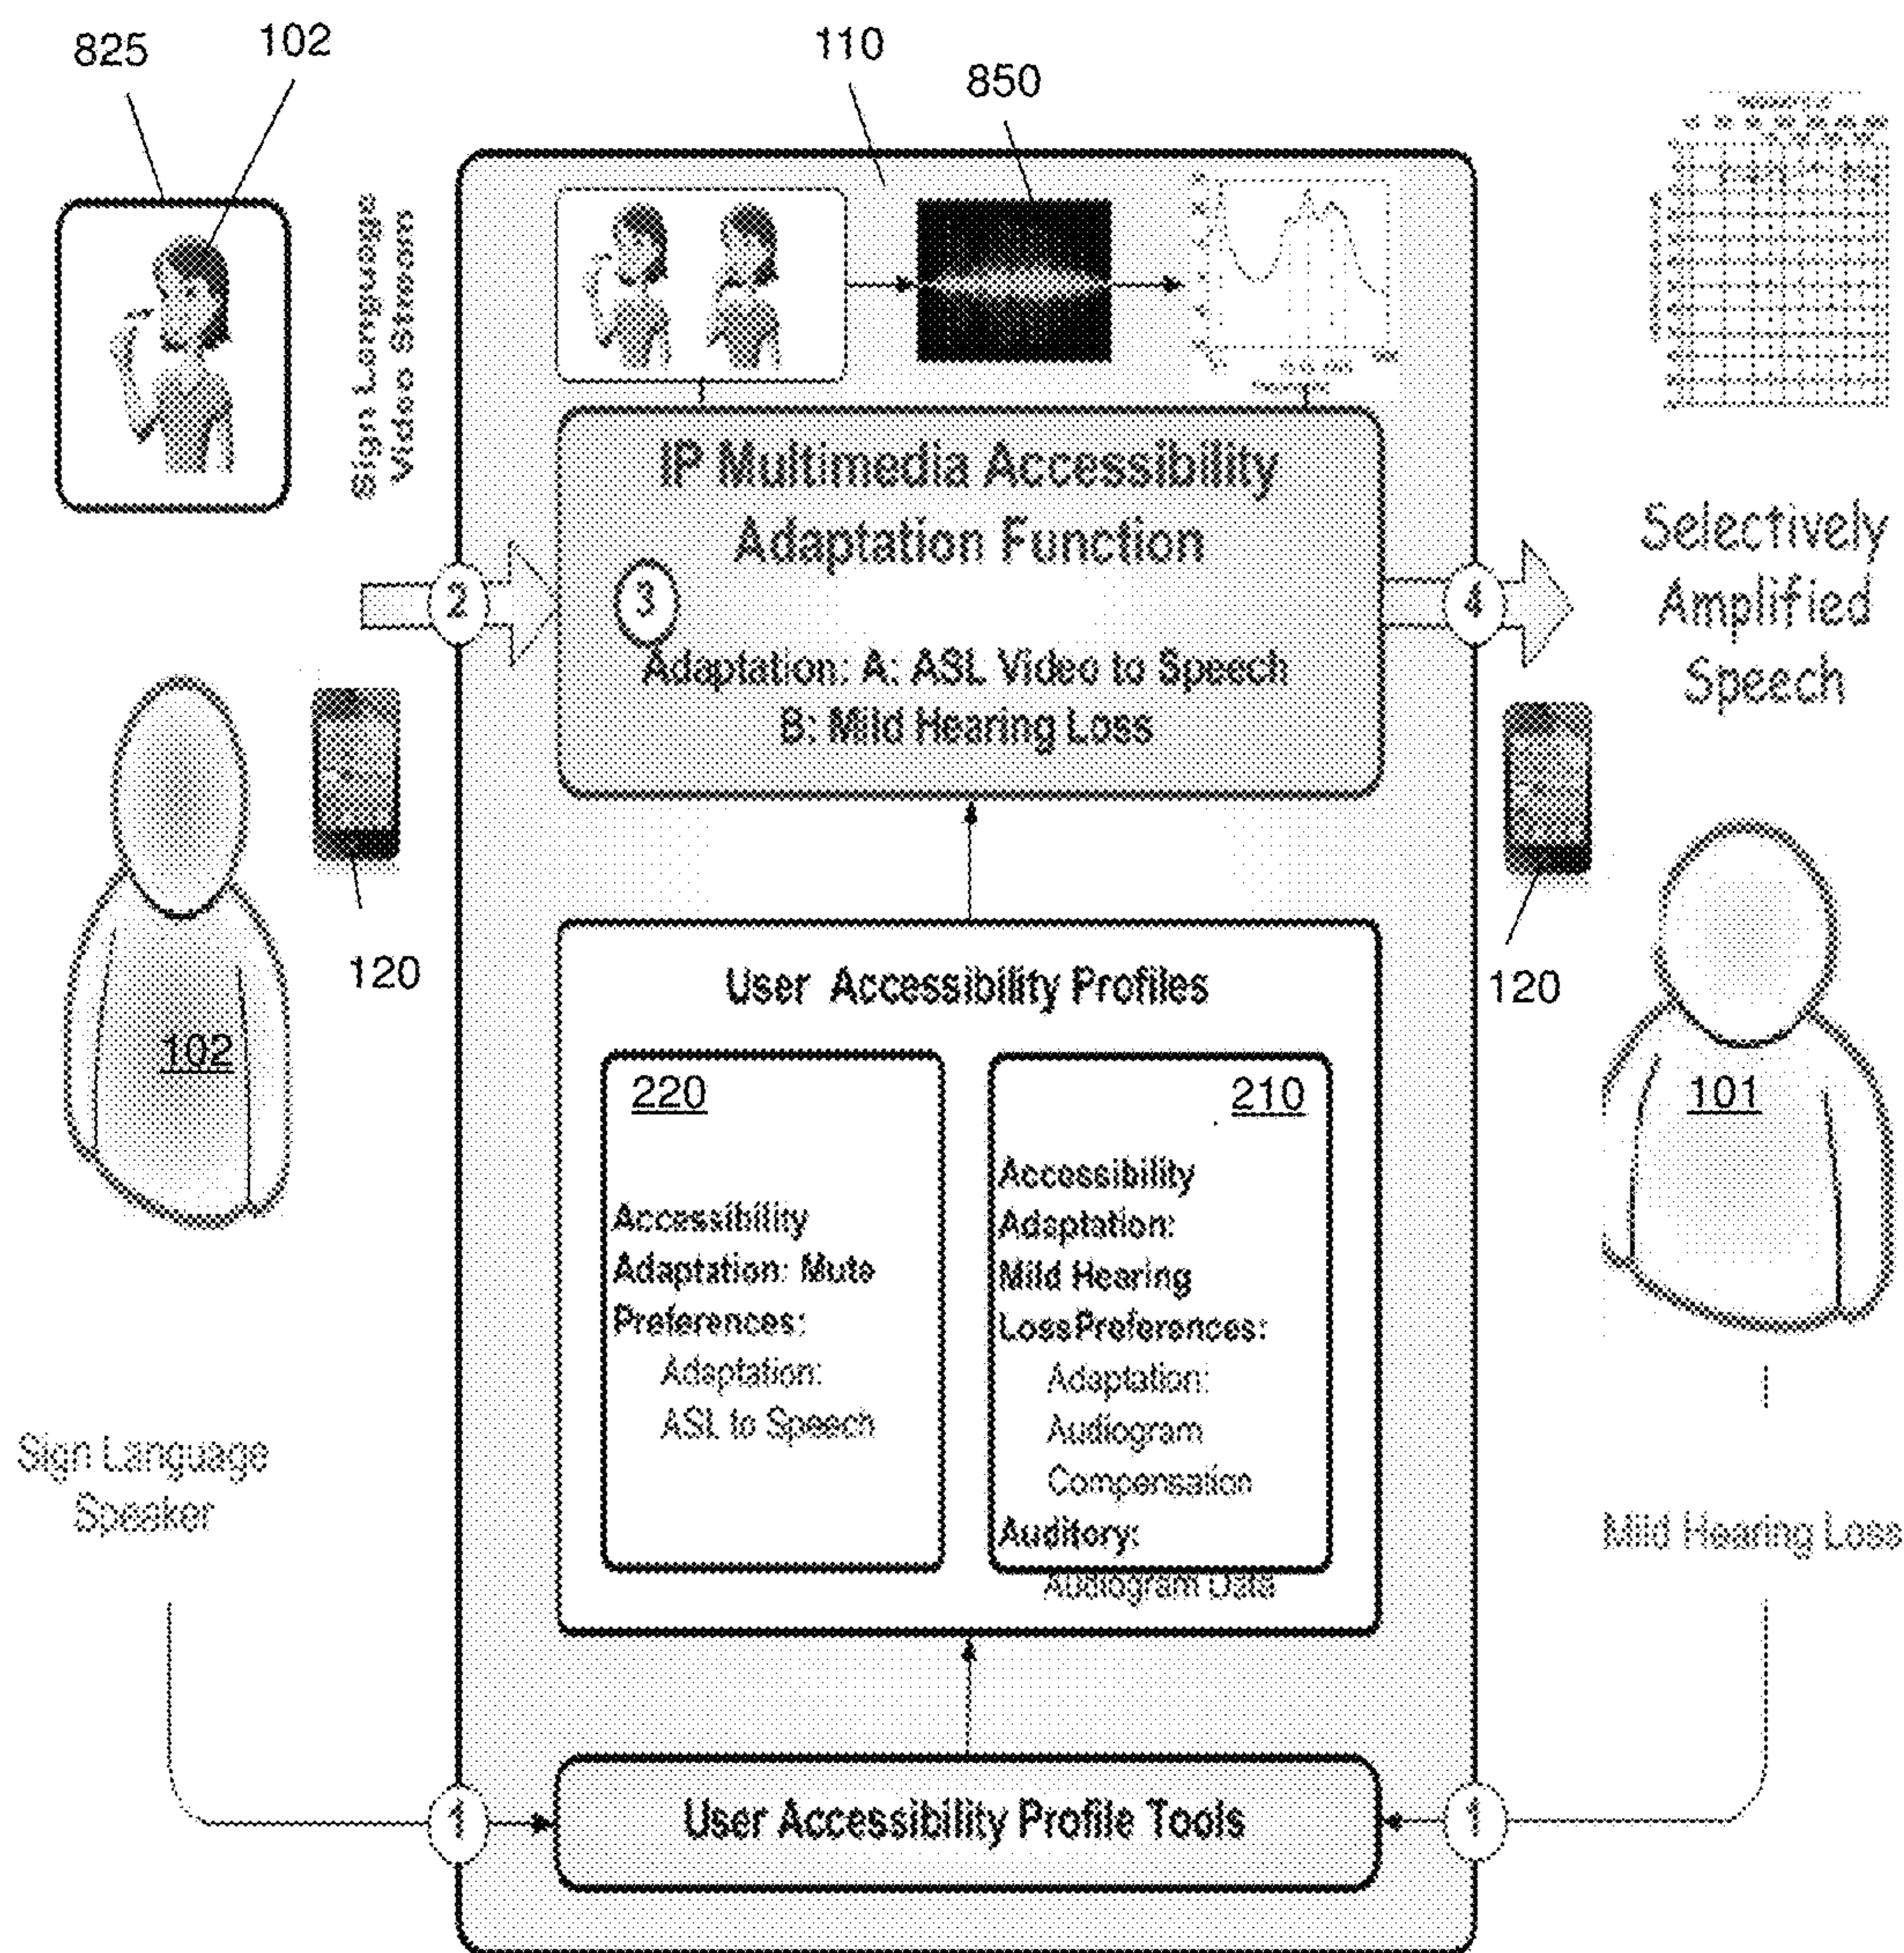 825
102
110
850
Sign Language
Video Stream
IP Multimedia Accessibility
Adaptation Function
2
3
4
Adaptation: A: ASL Video to Speech
B: Mild Hearing Loss
Selectively
Amplified
Speech
120
120
102
101
User Accessibility Profiles
220
Accessibility
Adaptation: Mute
Preferences:
Adaptation:
ASL to Speech
210
Accessibility
Adaptation:
Mild Hearing
LossPreferences:
Adaptation:
Audiogram
Compensation
Auditory:
Audiogram Data
Sign Language
Speaker
Mild Hearing Loss
1
User Accessibility Profile Tools
1